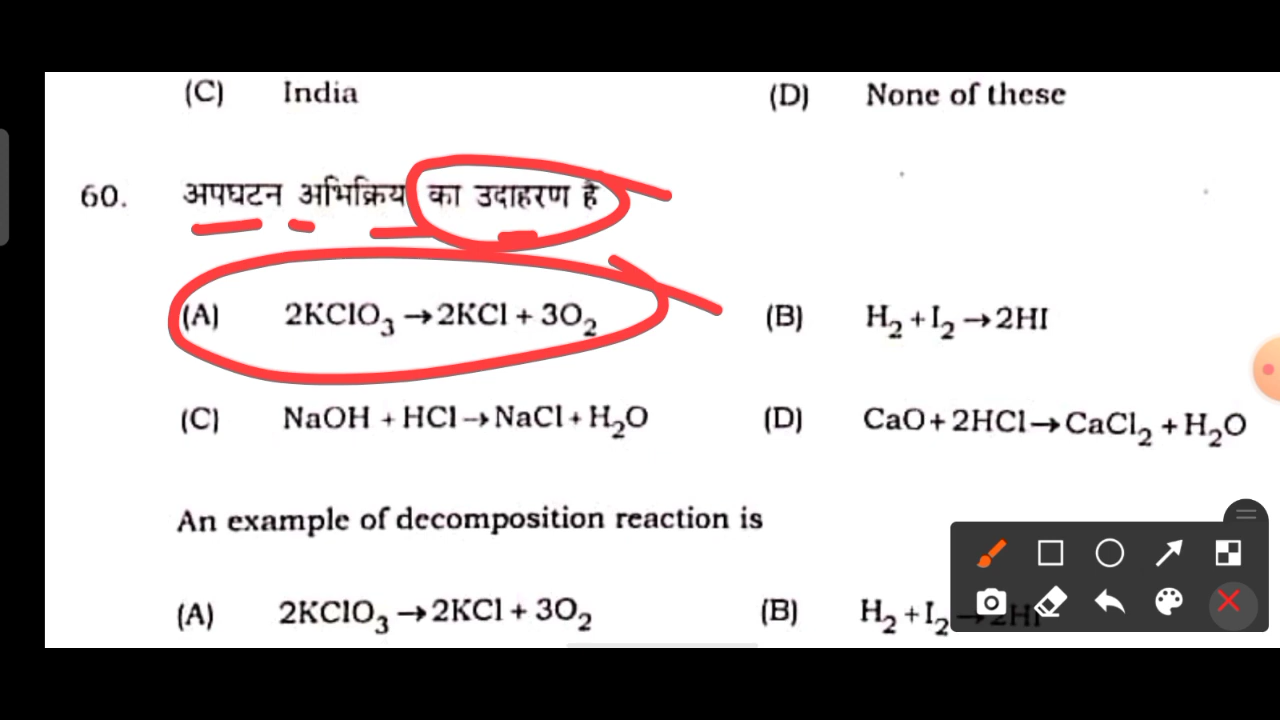 (C) India (D) None of these
60. अपघटन अभिक्रिय का उदाहरण है
(A) 2KClO₃ → 2KCl + 3O₂ (B) H₂ + I₂ → 2HI
(C) NaOH + HCl → NaCl + H₂O (D) CaO + 2HCl → CaCl₂ + H₂O
An example of decomposition reaction is
(A) 2KClO₃ → 2KCl + 3O₂ (B) H₂ + I₂ → 2HI